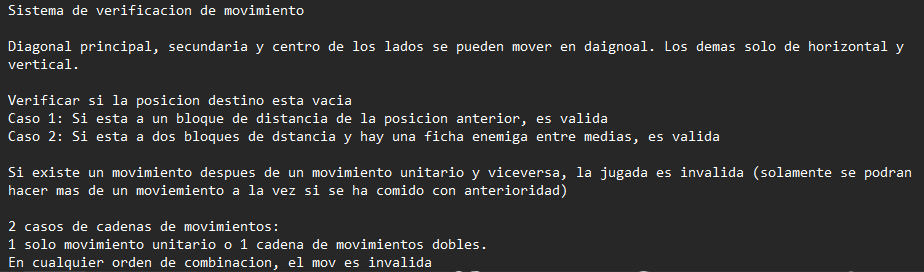 Sistema de verificacion de movimiento
Diagonal principal, secundaria y centro de los lados se pueden mover en daignoal. Los demas solo de horizontal y
vertical.
Verificar si la posicion destino esta vacia
Caso 1: Si esta a un bloque de distancia de la posicion anterior, es valida
Caso 2: Si esta a dos bloques de dstancia y hay una ficha enemiga entre medias, es valida
Si existe un movimiento despues de un movimiento unitario y viceversa, la jugada es invalida (solamente se podran
hacer mas de un moviemiento a la vez si se ha comido con anterioridad)
2 casos de cadenas de movimientos:
1 solo movimiento unitario o 1 cadena de movimientos dobles.
En cualquier orden de combinacion, el mov es invalida